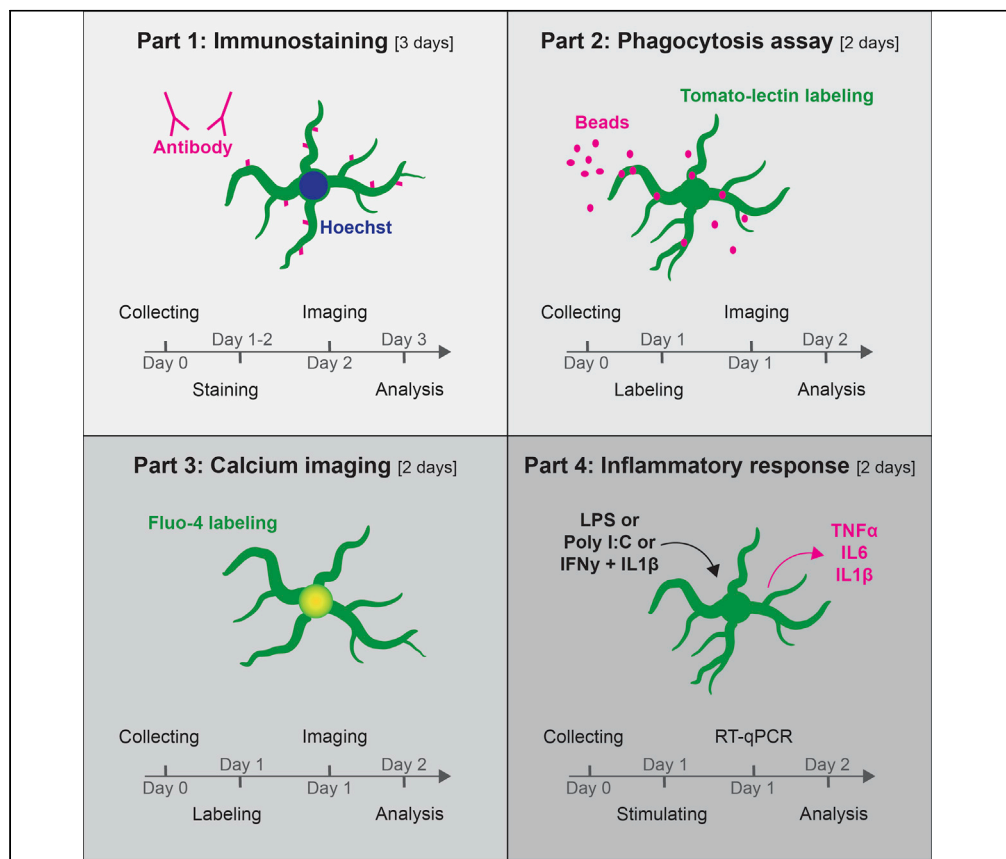 Part 1: Immunostaining [3 days]
Antibody
Hoechst
Collecting
Imaging
Day 1-2
Day 3
Day 0
Day 2
Staining
Analysis
Part 2: Phagocytosis assay [2 days]
Tomato-lectin labeling
Beads
Collecting
Imaging
Day 1
Day 2
Day 0
Day 1
Labeling
Analysis
Part 3: Calcium imaging [2 days]
Fluo-4 labeling
Collecting
Imaging
Day 1
Day 2
Day 0
Day 1
Labeling
Analysis
Part 4: Inflammatory response [2 days]
LPS or
Poly I:C or
IFNy + IL1β
TNFα
IL6
IL1β
Collecting
RT-qPCR
Day 1
Day 2
Day 0
Day 1
Stimulating
Analysis